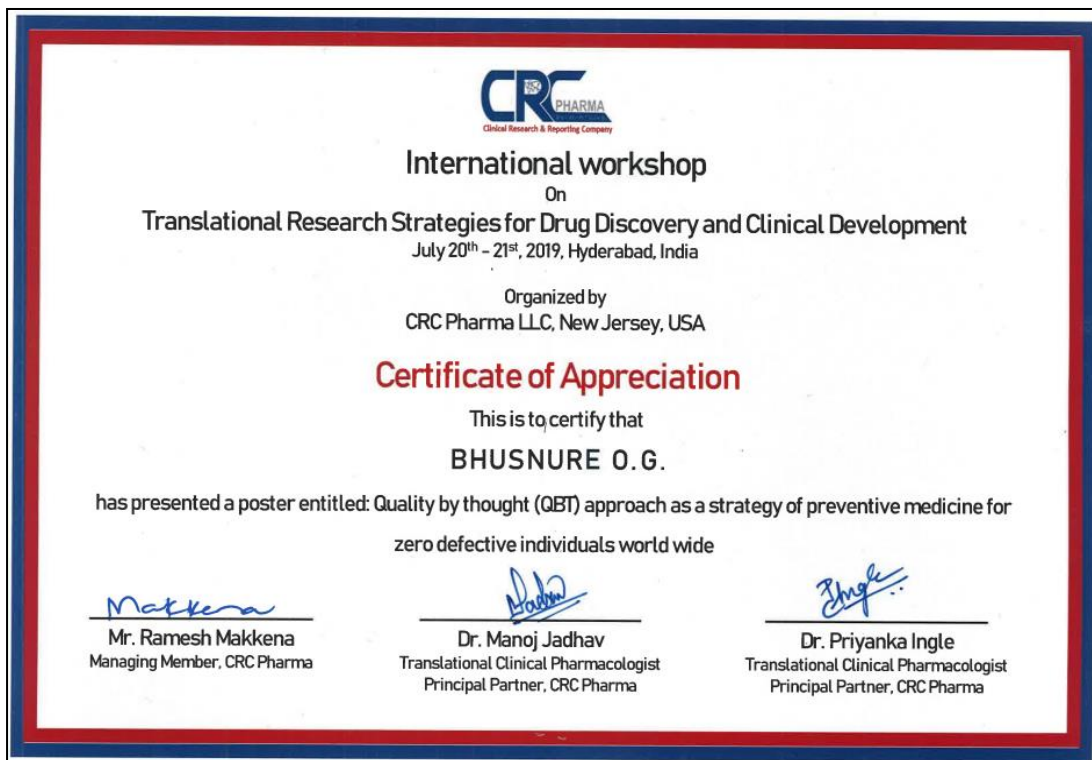 CRC PHARMA
Clinical Research & Reporting Company
International workshop
On
Translational Research Strategies for Drug Discovery and Clinical Development
July 20th - 21st, 2019, Hyderabad, India
Organized by
CRC Pharma LLC, New Jersey, USA
Certificate of Appreciation
This is to certify that
BHUSNURE O.G.
has presented a poster entitled: Quality by thought (QBT) approach as a strategy of preventive medicine for
zero defective individuals world wide
Makkena
Jadhav
PIngle
Mr. Ramesh Makkena
Managing Member, CRC Pharma
Dr. Manoj Jadhav
Translational Clinical Pharmacologist
Principal Partner, CRC Pharma
Dr. Priyanka Ingle
Translational Clinical Pharmacologist
Principal Partner, CRC Pharma